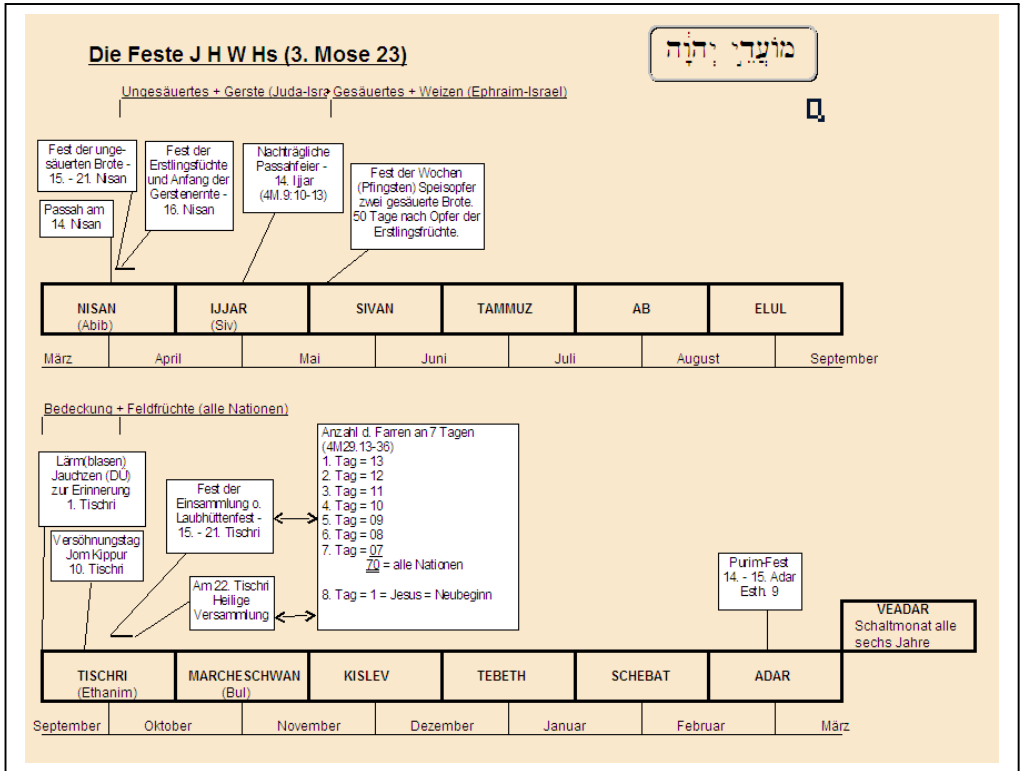 Die Feste J H W Hs (3. Mose 23)
מוֹעֲדֵי יְהוָה
Ungesäuertes + Gerste (Juda-Isra
Gesäuertes + Weizen (Ephraim-Israel)
Fest der unge-
säuerten Brote -
15. - 21. Nisan
Passah am
14. Nisan
Fest der
Erstlingsfüchte
und Anfang der
Gerstenernte -
16. Nisan
Nachträgliche
Passahfeier -
14. Ijjar
(4M.9:10-13)
Fest der Wochen
(Pfingsten) Speisopfer
zwei gesäuerte Brote.
50 Tage nach Opfer der
Erstlingsfrüchte.
NISAN
(Abib)
IJJAR
(Siv)
SIVAN
TAMMUZ
AB
ELUL
März
April
Mai
Juni
Juli
August
September
Bedeckung + Feldfrüchte (alle Nationen)
Lärm(blasen)
Jauchzen (DÜ)
zur Erinnerung
1. Tischri
Versöhnungstag
Jom Kippur
10. Tischri
Fest der
Einsammlung o.
Laubhüttenfest -
15. - 21. Tischri
Am 22. Tischri
Heilige
Versammlung
Anzahl d. Farren an 7 Tagen
(4M29.13-36)
1. Tag = 13
2. Tag = 12
3. Tag = 11
4. Tag = 10
5. Tag = 09
6. Tag = 08
7. Tag = 07
70 = alle Nationen
8. Tag = 1 = Jesus = Neubeginn
Purim-Fest
14. - 15. Adar
Esth. 9
VEADAR
Schaltmonat alle
sechs Jahre
TISCHRI
(Ethanim)
MARCHESCHWAN
(Bul)
KISLEV
TEBETH
SCHEBAT
ADAR
September
Oktober
November
Dezember
Januar
Februar
März